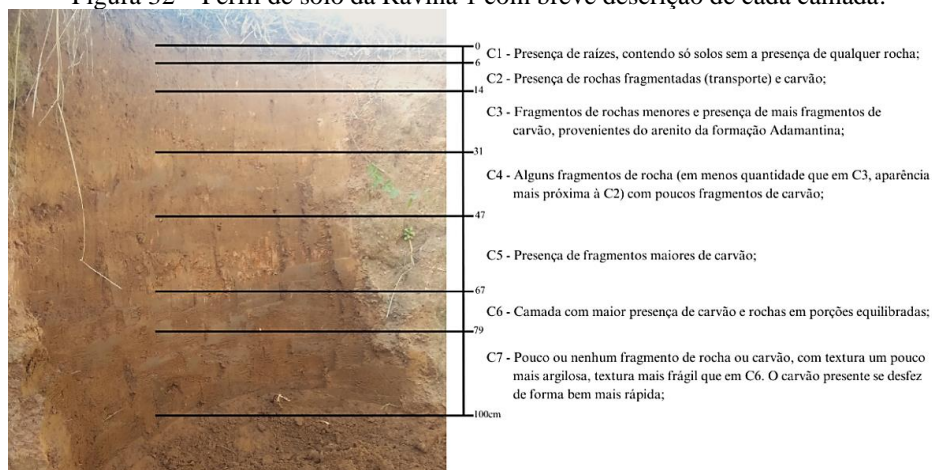 Figura 32 – Perfil de solo da Ravina 1 com breve descrição de cada camada.
0
C1 - Presença de raízes, contendo só solos sem a presença de qualquer rocha;
6
C2 - Presença de rochas fragmentadas (transporte) e carvão;
14
C3 - Fragmentos de rochas menores e presença de mais fragmentos de
carvão, provenientes do arenito da formação Adamantina;
31
C4 - Alguns fragmentos de rocha (em menos quantidade que em C3, aparência
mais próxima à C2) com poucos fragmentos de carvão;
47
C5 - Presença de fragmentos maiores de carvão;
67
C6 - Camada com maior presença de carvão e rochas em porções equilibradas;
79
C7 - Pouco ou nenhum fragmento de rocha ou carvão, com textura um pouco
mais argilosa, textura mais frágil que em C6. O carvão presente se desfez
de forma bem mais rápida;
100cm